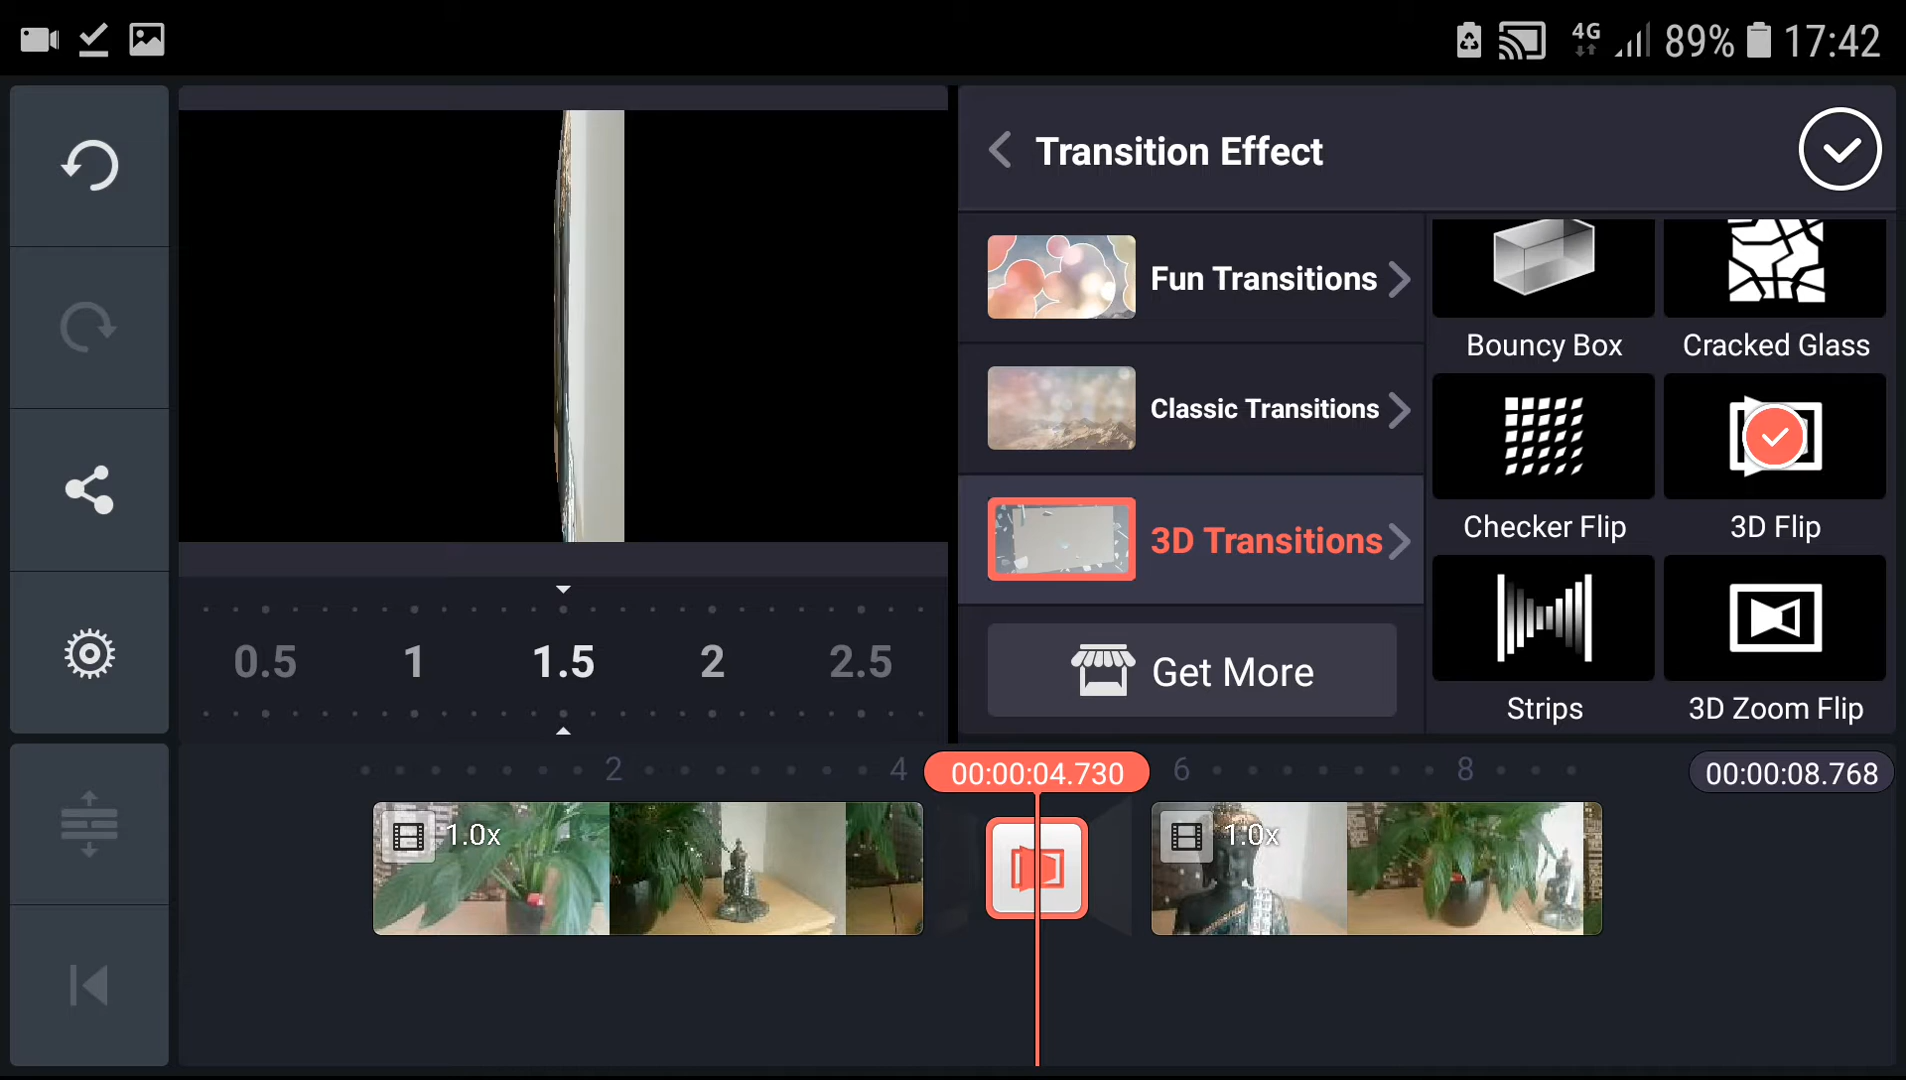 4G 89% 17:42
Transition Effect
Fun Transitions
Classic Transitions
3D Transitions
Get More
Bouncy Box
Cracked Glass
Checker Flip
3D Flip
Strips
3D Zoom Flip
0.5 1 1.5 2 2.5
2 4 00:00:04.730 6 8 00:00:08.768
1.0x 1.0x